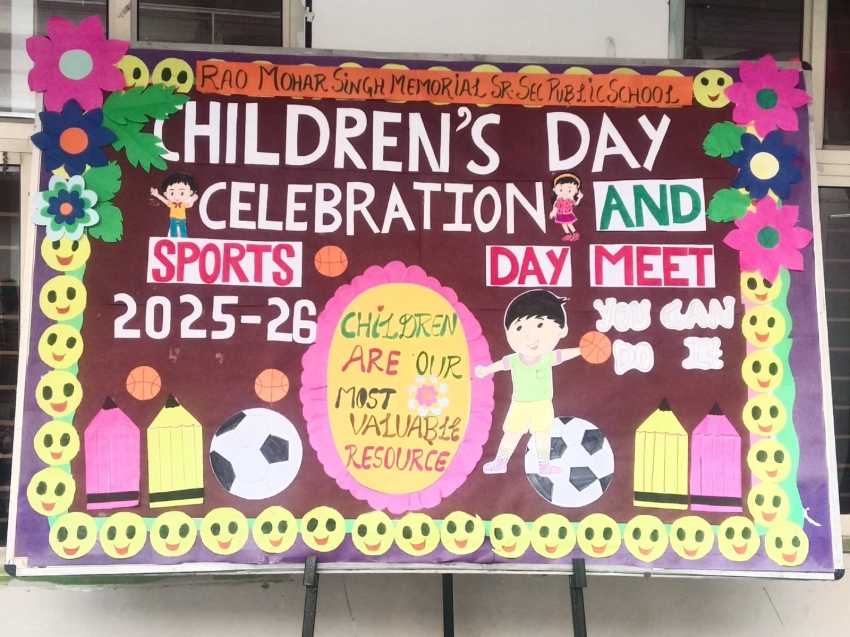 RAO MOHAR SINGH MEMORIAL SR. SEC PUBLIC SCHOOL
CHILDREN'S DAY
CELEBRATION AND
SPORTS DAY MEET
2025-26
YOU CAN
DO IT
CHILDREN
ARE OUR
MOST
VALUABLE
RESOURCE